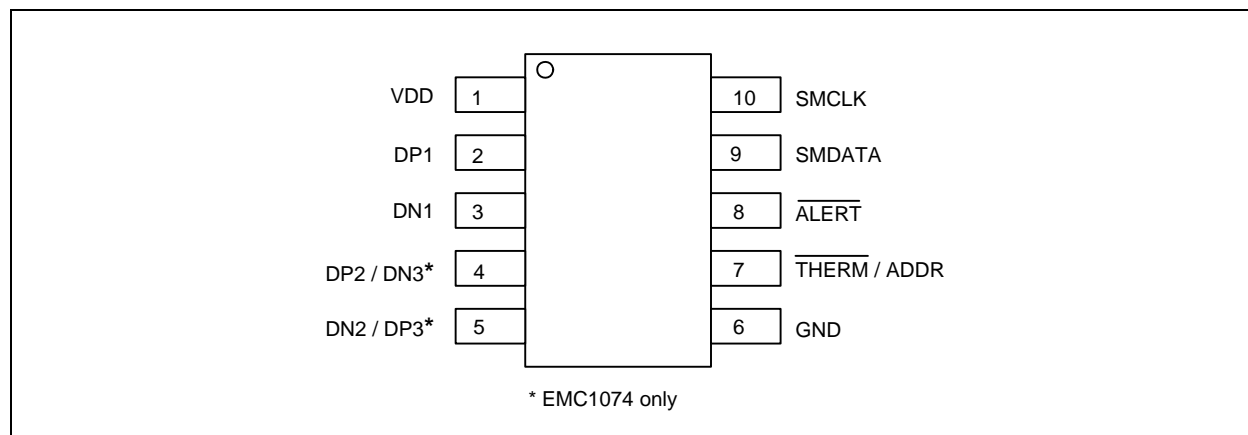 VDD 1 10 SMCLK
DP1 2 9 SMDATA
DN1 3 8 ALERT
DP2 / DN3* 4 7 THERM / ADDR
DN2 / DP3* 5 6 GND
* EMC1074 only